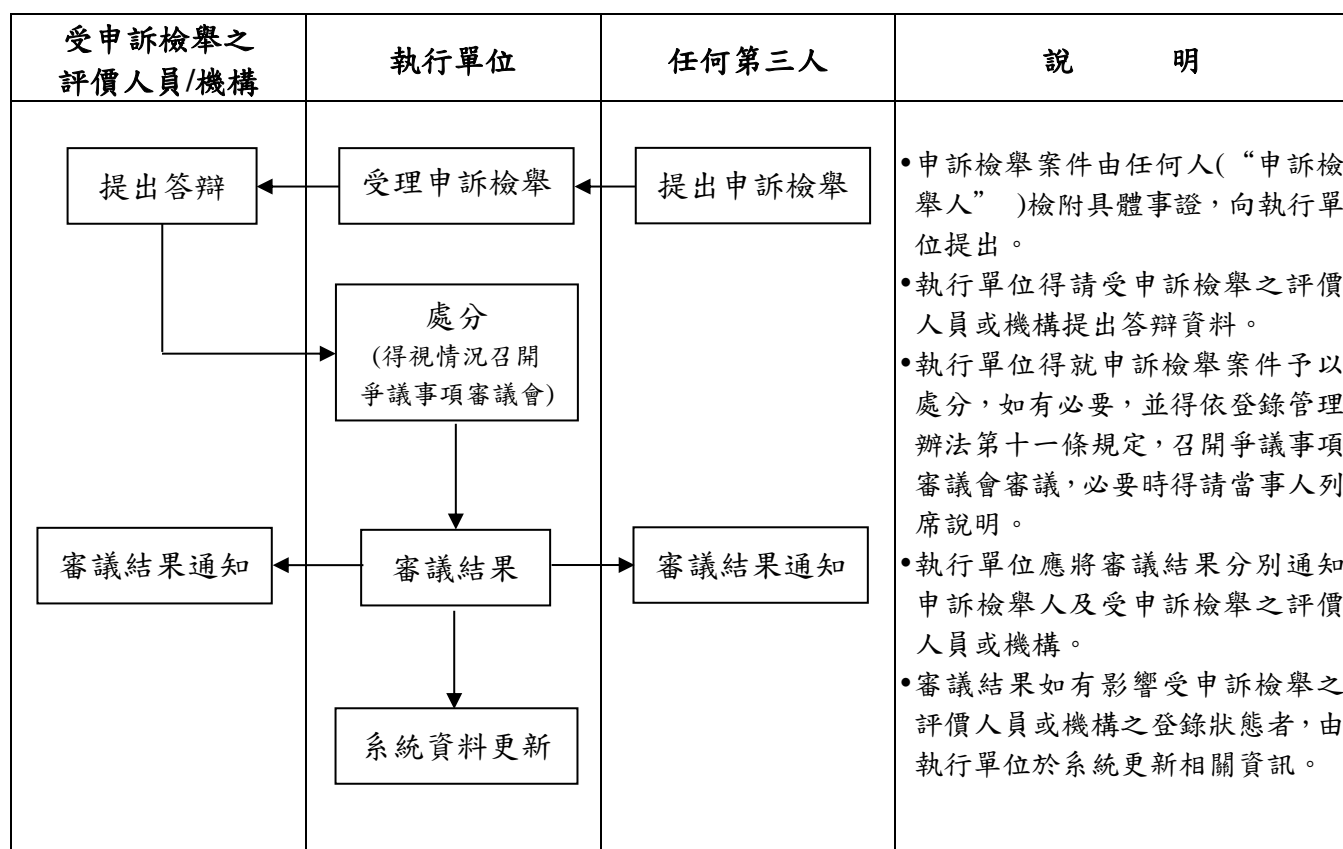 受申訴檢舉之
評價人員/機構
執行單位
任何第三人
說 明
提出答辯
受理申訴檢舉
提出申訴檢舉
處分
(得視情況召開
爭議事項審議會)
審議結果通知
審議結果
審議結果通知
系統資料更新
•申訴檢舉案件由任何人(“申訴檢
舉人” )檢附具體事證，向執行單
位提出。
•執行單位得請受申訴檢舉之評價
人員或機構提出答辯資料。
•執行單位得就申訴檢舉案件予以
處分，如有必要，並得依登錄管理
辦法第十一條規定，召開爭議事項
審議會審議，必要時得請當事人列
席說明。
•執行單位應將審議結果分別通知
申訴檢舉人及受申訴檢舉之評價
人員或機構。
•審議結果如有影響受申訴檢舉之
評價人員或機構之登錄狀態者，由
執行單位於系統更新相關資訊。